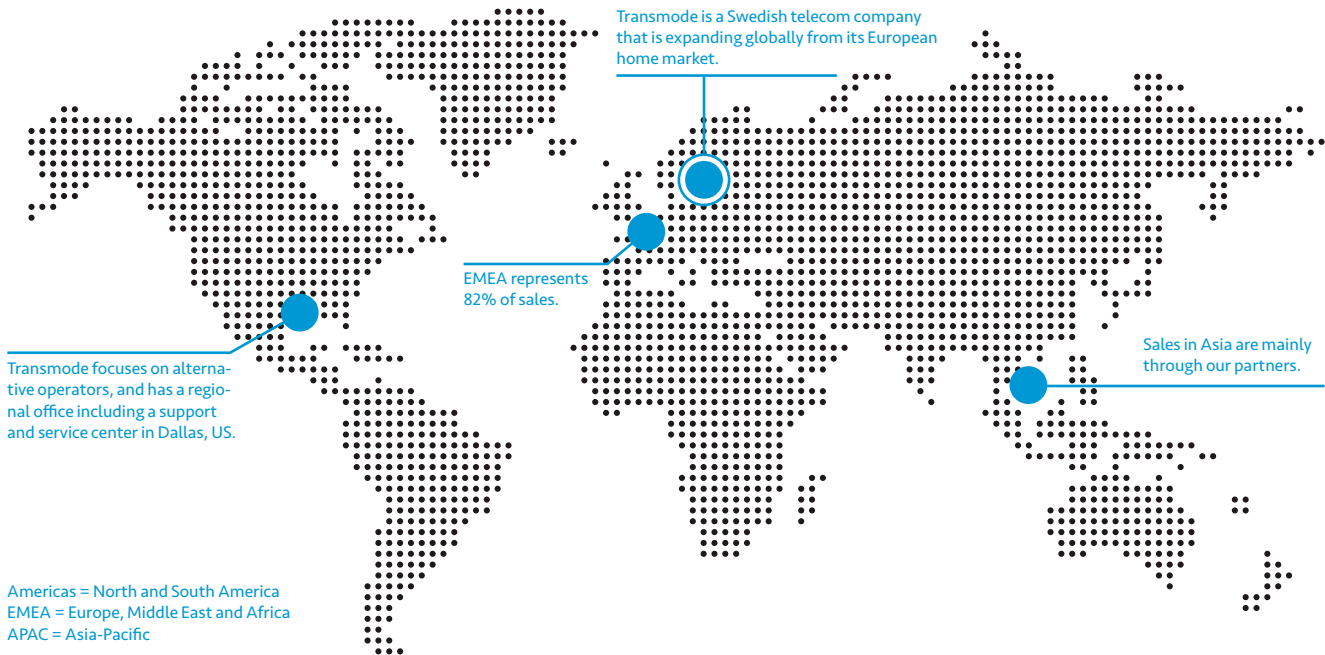 Transmode is a Swedish telecom company
that is expanding globally from its European
home market.
EMEA represents
82% of sales.
Sales in Asia are mainly
through our partners.
Transmode focuses on alterna-
tive operators, and has a regio-
nal office including a support
and service center in Dallas, US.
Americas = North and South America
EMEA = Europe, Middle East and Africa
APAC = Asia-Pacific